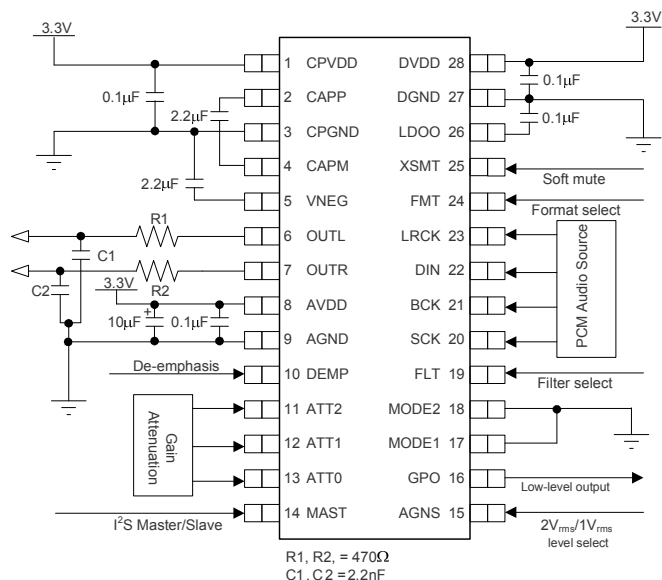 3.3V
3.3V
1 CPVDD DVDD 28
0.1µF
0.1µF
2 CAPP DGND 27
2.2µF
0.1µF
3 CPGND LDOO 26
4 CAPM XSMT 25
Soft mute
2.2µF
5 VNEG FMT 24
Format select
R1
6 OUTL LRCK 23
C1
7 OUTR DIN 22
PCM Audio Source
C2
R2
3.3V
8 AVDD BCK 21
10µF
+
0.1µF
9 AGND SCK 20
De-emphasis
10 DEMP FLT 19
Filter select
11 ATT2 MODE2 18
Gain
Attenuation
12 ATT1 MODE1 17
13 ATT0 GPO 16
Low-level output
14 MAST AGNS 15
I²S Master/Slave
2Vrms/1Vrms
level select
R1, R2, = 470Ω
C1, C2 = 2.2nF